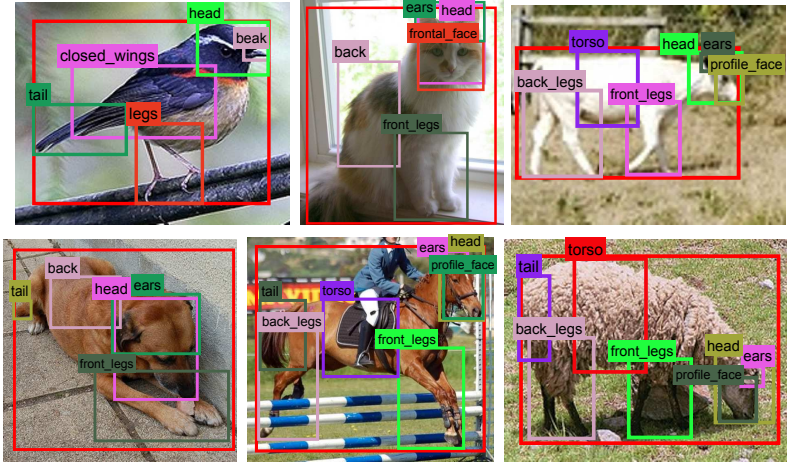 head
beak
closed_wings
tail
legs
ears
head
frontal_face
back
front_legs
torso
head
ears
profile_face
back_legs
front_legs
back
tail
head
ears
front_legs
ears
head
profile_face
tail
torso
back_legs
front_legs
torso
tail
back_legs
front_legs
head
ears
profile_face